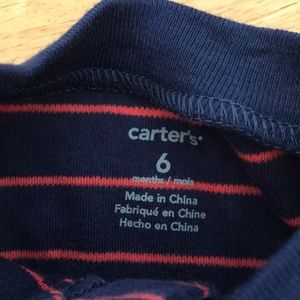 carter's
6
months / mois
Made in China
Fabriqué en Chine
Hecho en China